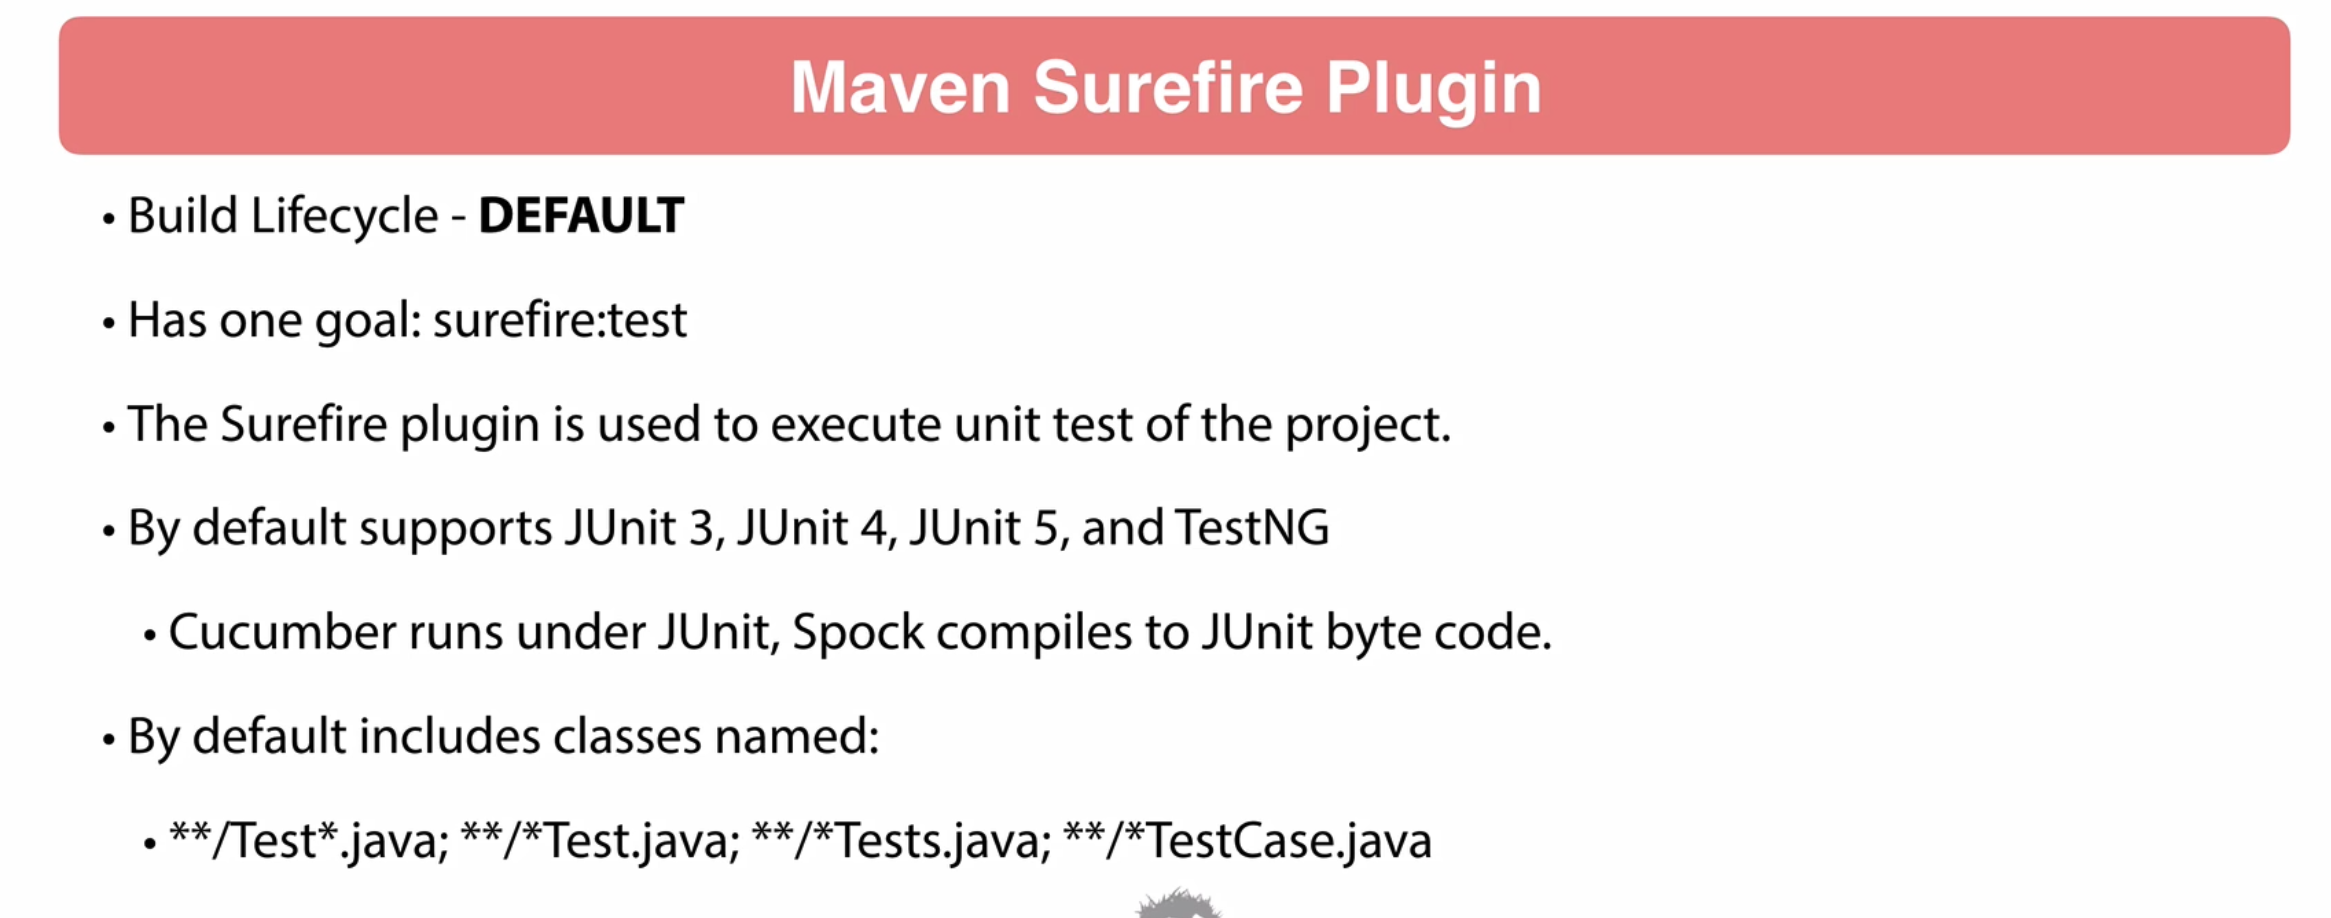 Maven Surefire Plugin
• Build Lifecycle - DEFAULT
• Has one goal: surefire:test
• The Surefire plugin is used to execute unit test of the project.
• By default supports JUnit 3, JUnit 4, JUnit 5, and TestNG
• Cucumber runs under JUnit, Spock compiles to JUnit byte code.
• By default includes classes named:
• **/Test*.java; **/*Test.java; **/*Tests.java; **/*TestCase.java